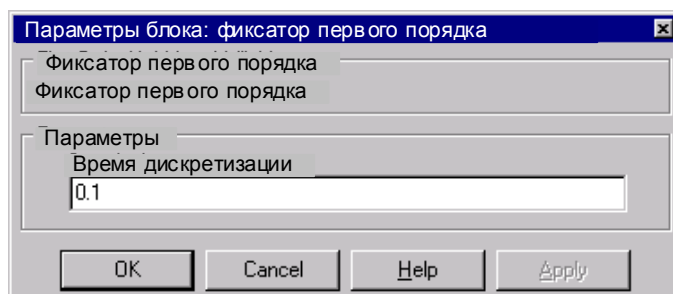 Параметры блока: фиксатор первого порядка
Фиксатор первого порядка
Фиксатор первого порядка
Параметры
Время дискретизации
0.1
OK
Cancel
Help
Apply